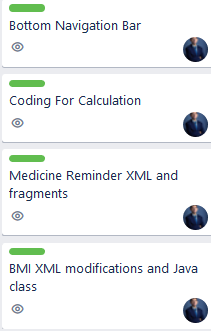 Bottom Navigation Bar
Coding For Calculation
Medicine Reminder XML and
fragments
BMI XML modifications and Java
class